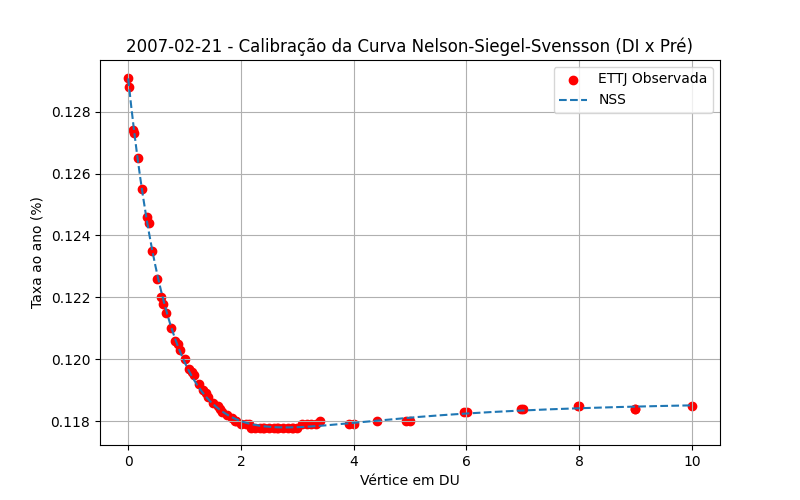 2007-02-21 - Calibração da Curva Nelson-Siegel-Svensson (DI x Pré)
ETTJ Observada
NSS
Taxa ao ano (%)
0.128
0.126
0.124
0.122
0.120
0.118
0 2 4 6 8 10
Vértice em DU